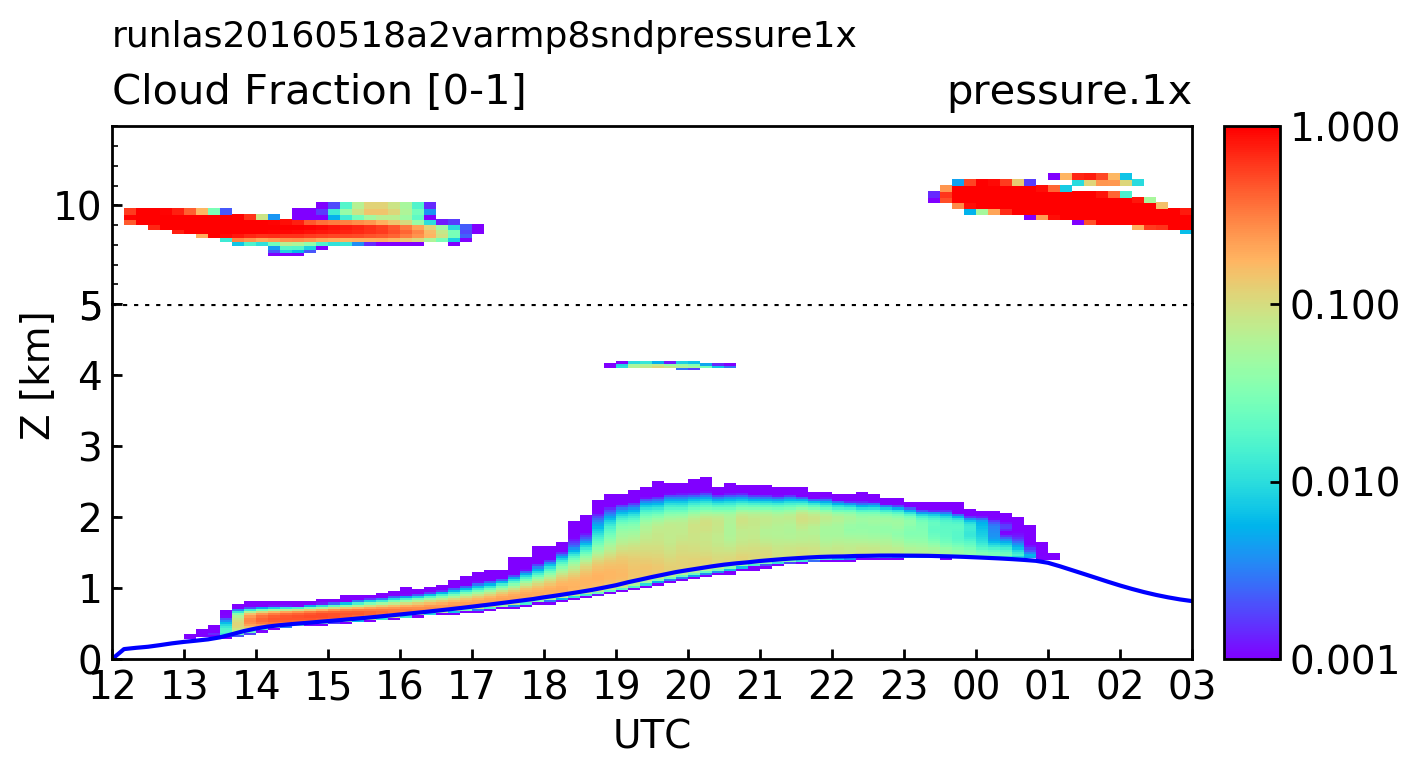 runlas20160518a2varmp8sndpressure1x
Cloud Fraction [0-1]
pressure.1x
1.000
0.100
0.010
0.001
10
5
4
3
2
1
0
Z [km]
12 13 14 15 16 17 18 19 20 21 22 23 00 01 02 03
UTC